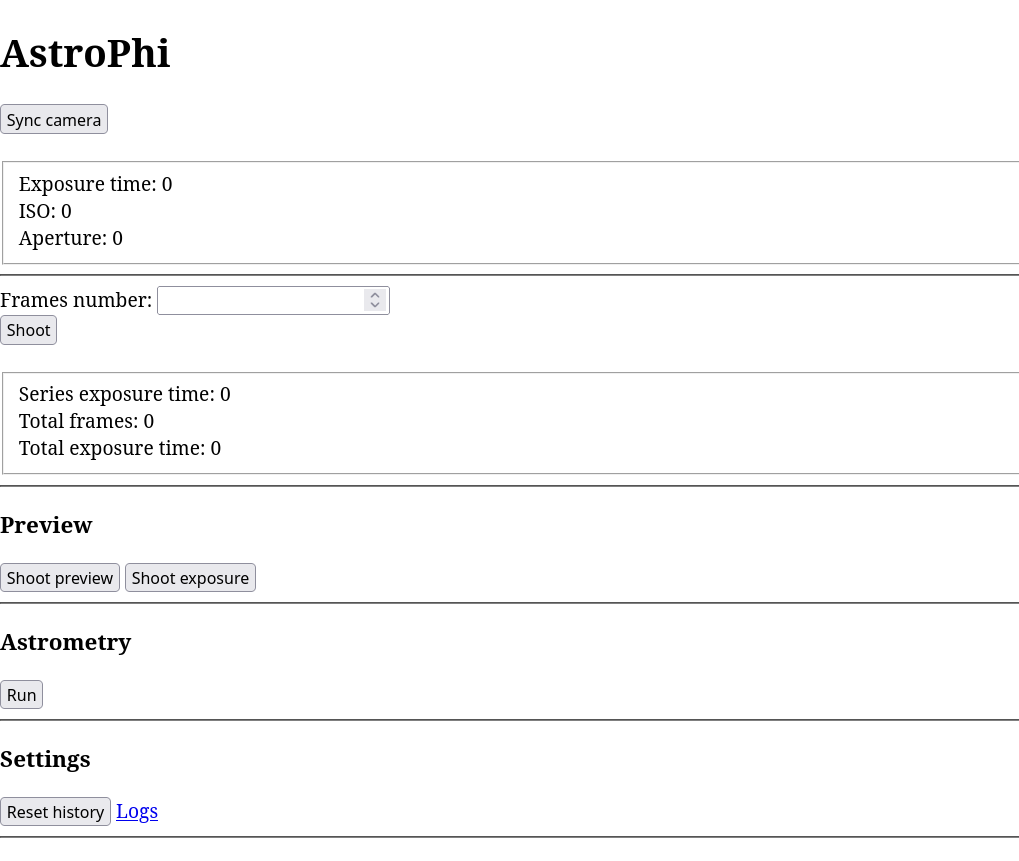 AstroPhi
Sync camera
Exposure time: 0
ISO: 0
Aperture: 0
Frames number:
Shoot
Series exposure time: 0
Total frames: 0
Total exposure time: 0
Preview
Shoot preview Shoot exposure
Astrometry
Run
Settings
Reset history Logs